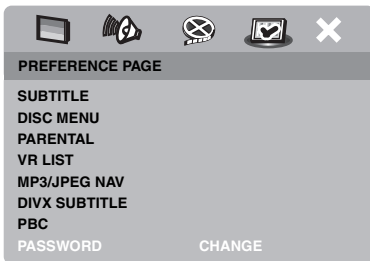 PREFERENCE PAGE
SUBTITLE
DISC MENU
PARENTAL
VR LIST
MP3/JPEG NAV
DIVX SUBTITLE
PBC
PASSWORD CHANGE